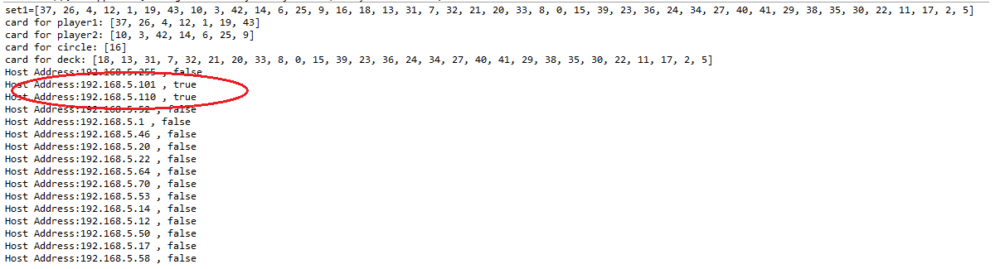 set1=[37, 26, 4, 12, 1, 19, 43, 10, 3, 42, 14, 6, 25, 9, 16, 18, 13, 31, 7, 32, 21, 20, 33, 8, 0, 15, 39, 23, 36, 24, 34, 27, 40, 41, 29, 38, 35, 30, 22, 11, 17, 2, 5]
card for player1: [37, 26, 4, 12, 1, 19, 43]
card for player2: [10, 3, 42, 14, 6, 25, 9]
card for circle: [16]
card for deck: [18, 13, 31, 7, 32, 21, 20, 33, 8, 0, 15, 39, 23, 36, 24, 34, 27, 40, 41, 29, 38, 35, 30, 22, 11, 17, 2, 5]
Host Address:192.168.5.255 , false
Host Address:192.168.5.101 , true
Host Address:192.168.5.110 , true
Host Address:192.168.5.52 , false
Host Address:192.168.5.1 , false
Host Address:192.168.5.46 , false
Host Address:192.168.5.20 , false
Host Address:192.168.5.22 , false
Host Address:192.168.5.64 , false
Host Address:192.168.5.70 , false
Host Address:192.168.5.53 , false
Host Address:192.168.5.14 , false
Host Address:192.168.5.12 , false
Host Address:192.168.5.50 , false
Host Address:192.168.5.17 , false
Host Address:192.168.5.58 , false